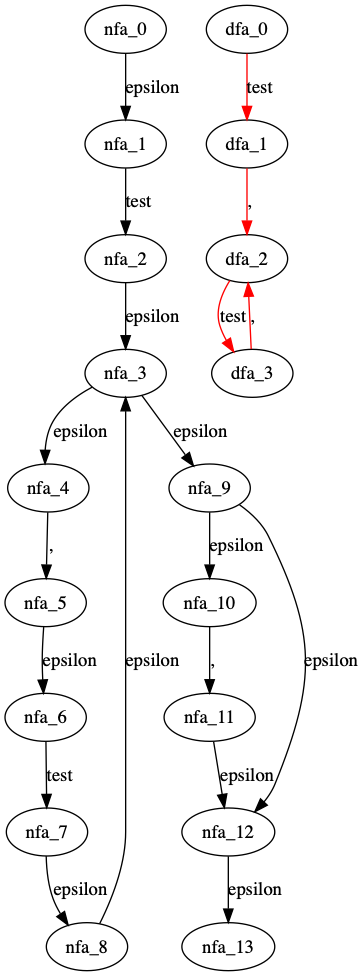 nfa_0 dfa_0
epsilon test
nfa_1 dfa_1
test ,
nfa_2 dfa_2
epsilon test ,
nfa_3 dfa_3
epsilon epsilon
nfa_4 nfa_9
, epsilon
nfa_5 nfa_10
epsilon epsilon , epsilon
nfa_6 nfa_11
test epsilon
nfa_7 nfa_12
epsilon epsilon
nfa_8 nfa_13